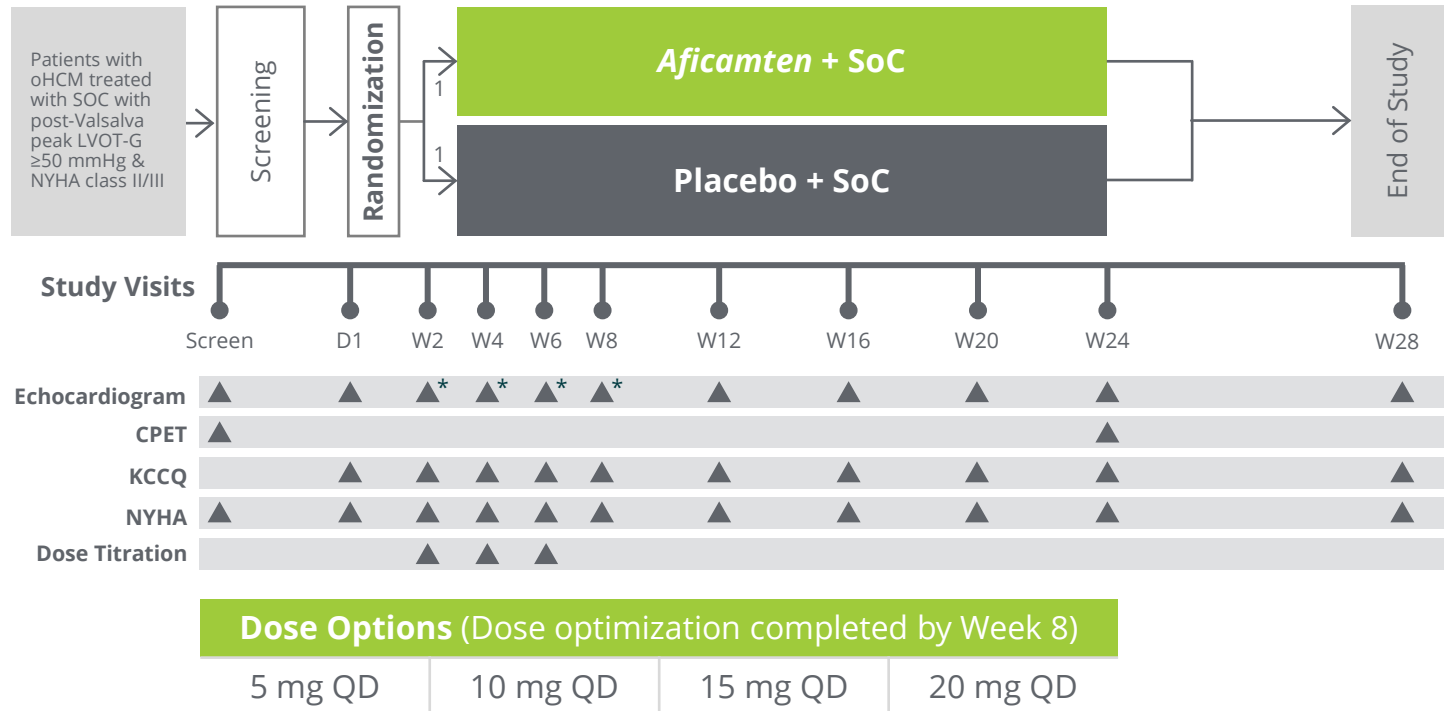 Patients with
oHCM treated
with SOC with
post-Valsalva
peak LVOT-G
≥50 mmHg &
NYHA class II/III
Screening
Randomization
1
1
Aficamten + SoC
Placebo + SoC
End of Study
Study Visits
Screen D1 W2 W4 W6 W8 W12 W16 W20 W24 W28
Echocardiogram * * * *
CPET
KCCQ
NYHA
Dose Titration
Dose Options (Dose optimization completed by Week 8)
5 mg QD 10 mg QD 15 mg QD 20 mg QD